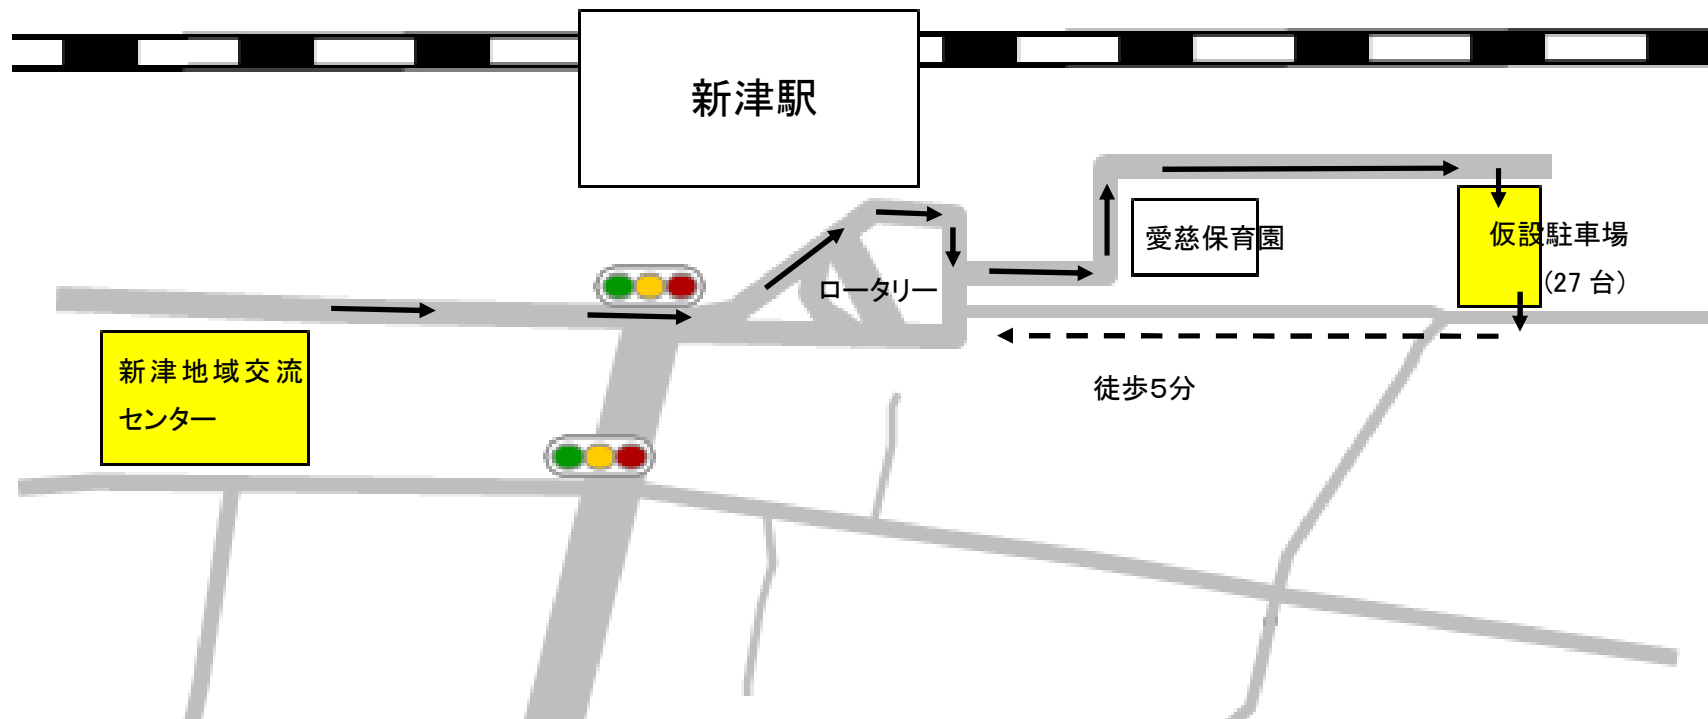 新津駅
愛慈保育園
仮設駐車場
(27 台)
ロータリー
新津地域交流
センター
徒歩5分